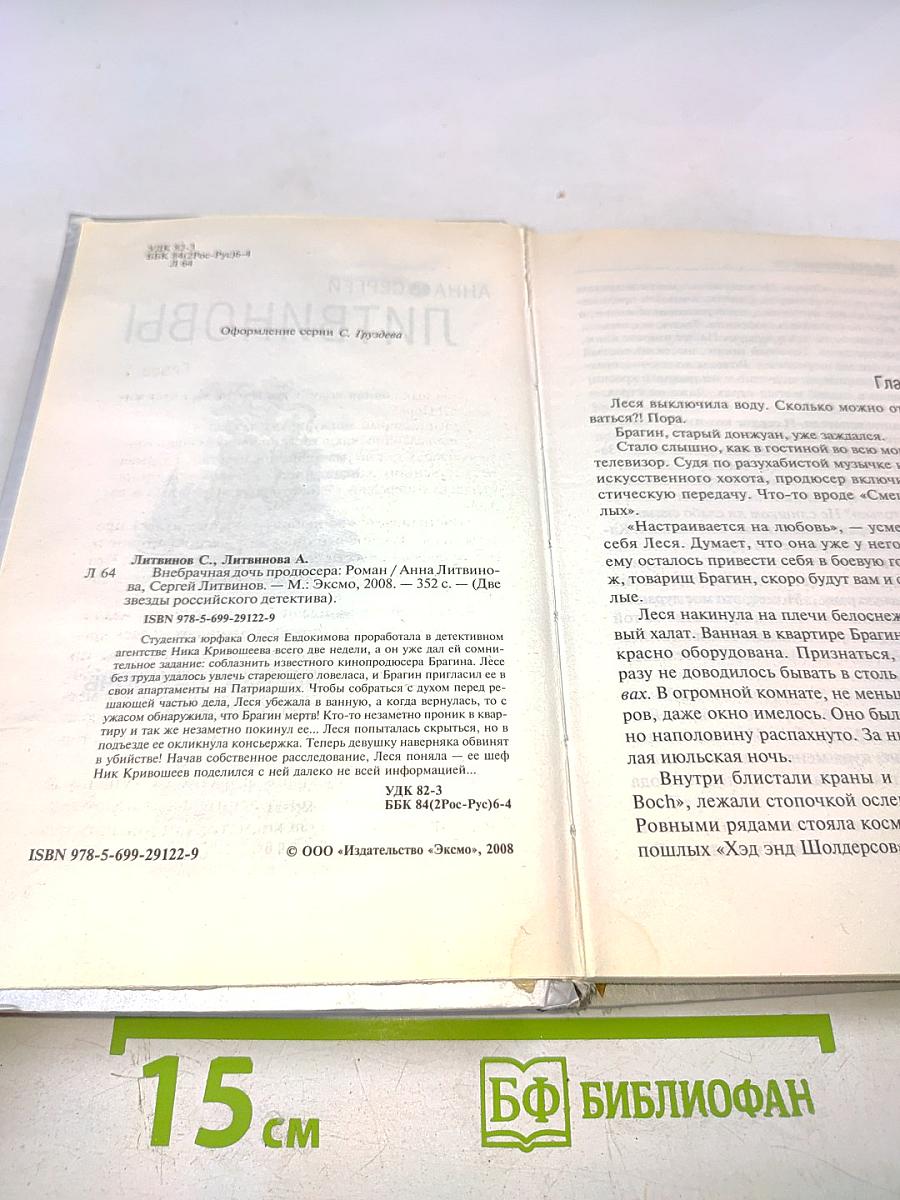 УДК 82-3
ББК 84(2Рос-Рус)6-4
Л 64
Оформление серии С. Груздева
Литвинов С., Литвинова А.
Л 64 Внебрачная дочь продюсера: Роман / Анна Литвино-
ва, Сергей Литвинов. — М.: Эксмо, 2008. — 352 с. — (Две
звезды российского детектива).
ISBN 978-5-699-29122-9
Студентка юрфака Олеся Евдокимова проработала в детективном
агентстве Ника Кривошеева всего две недели, а он уже дал ей сомни-
тельное задание: соблазнить известного кинопродюсера Брагина. Лесе
без труда удалось увлечь стареющего ловеласа, и Брагин пригласил ее в
свои апартаменты на Патриарших. Чтобы собраться с духом перед ре-
шающей частью дела, Леся убежала в ванную, а когда вернулась, то с
ужасом обнаружила, что Брагин мертв! Кто-то незаметно проник в квар-
тиру и так же незаметно покинул ее... Леся попыталась скрыться, но в
подъезде ее окликнула консьержка. Теперь девушку наверняка обвинят
в убийстве! Начав собственное расследование, Леся поняла — ее шеф
Ник Кривошеев поделился с ней далеко не всей информацией...
УДК 82-3
ББК 84(2Рос-Рус)6-4
ISBN 978-5-699-29122-9
© ООО «Издательство «Эксмо», 2008
Гла
Леся выключила воду. Сколько можно от
ваться?! Пора.
Брагин, старый донжуан, уже заждался.
Стало слышно, как в гостиной во всю мо
телевизор. Судя по разухабистой музычке и
искусственного хохота, продюсер включи
стическую передачу. Что-то вроде «Смех
лых».
«Настраивается на любовь», — усме
себя Леся. Думает, что она уже у него
ему осталось привести себя в боевую го
ж, товарищ Брагин, скоро будут вам и с
лые.
Леся накинула на плечи белоснеж
вый халат. Ванная в квартире Брагин
красно оборудована. Признаться,
разу не доводилось бывать в столь
вах. В огромной комнате, не меньш
ров, даже окно имелось. Оно был
но наполовину распахнуто. За ни
лая июльская ночь.
Внутри блистали краны и
Boch», лежали стопочкой осле
Ровными рядами стояла косм
пошлых «Хэд энд Шолдерсов
15 см
БФ БИБЛИОФАН